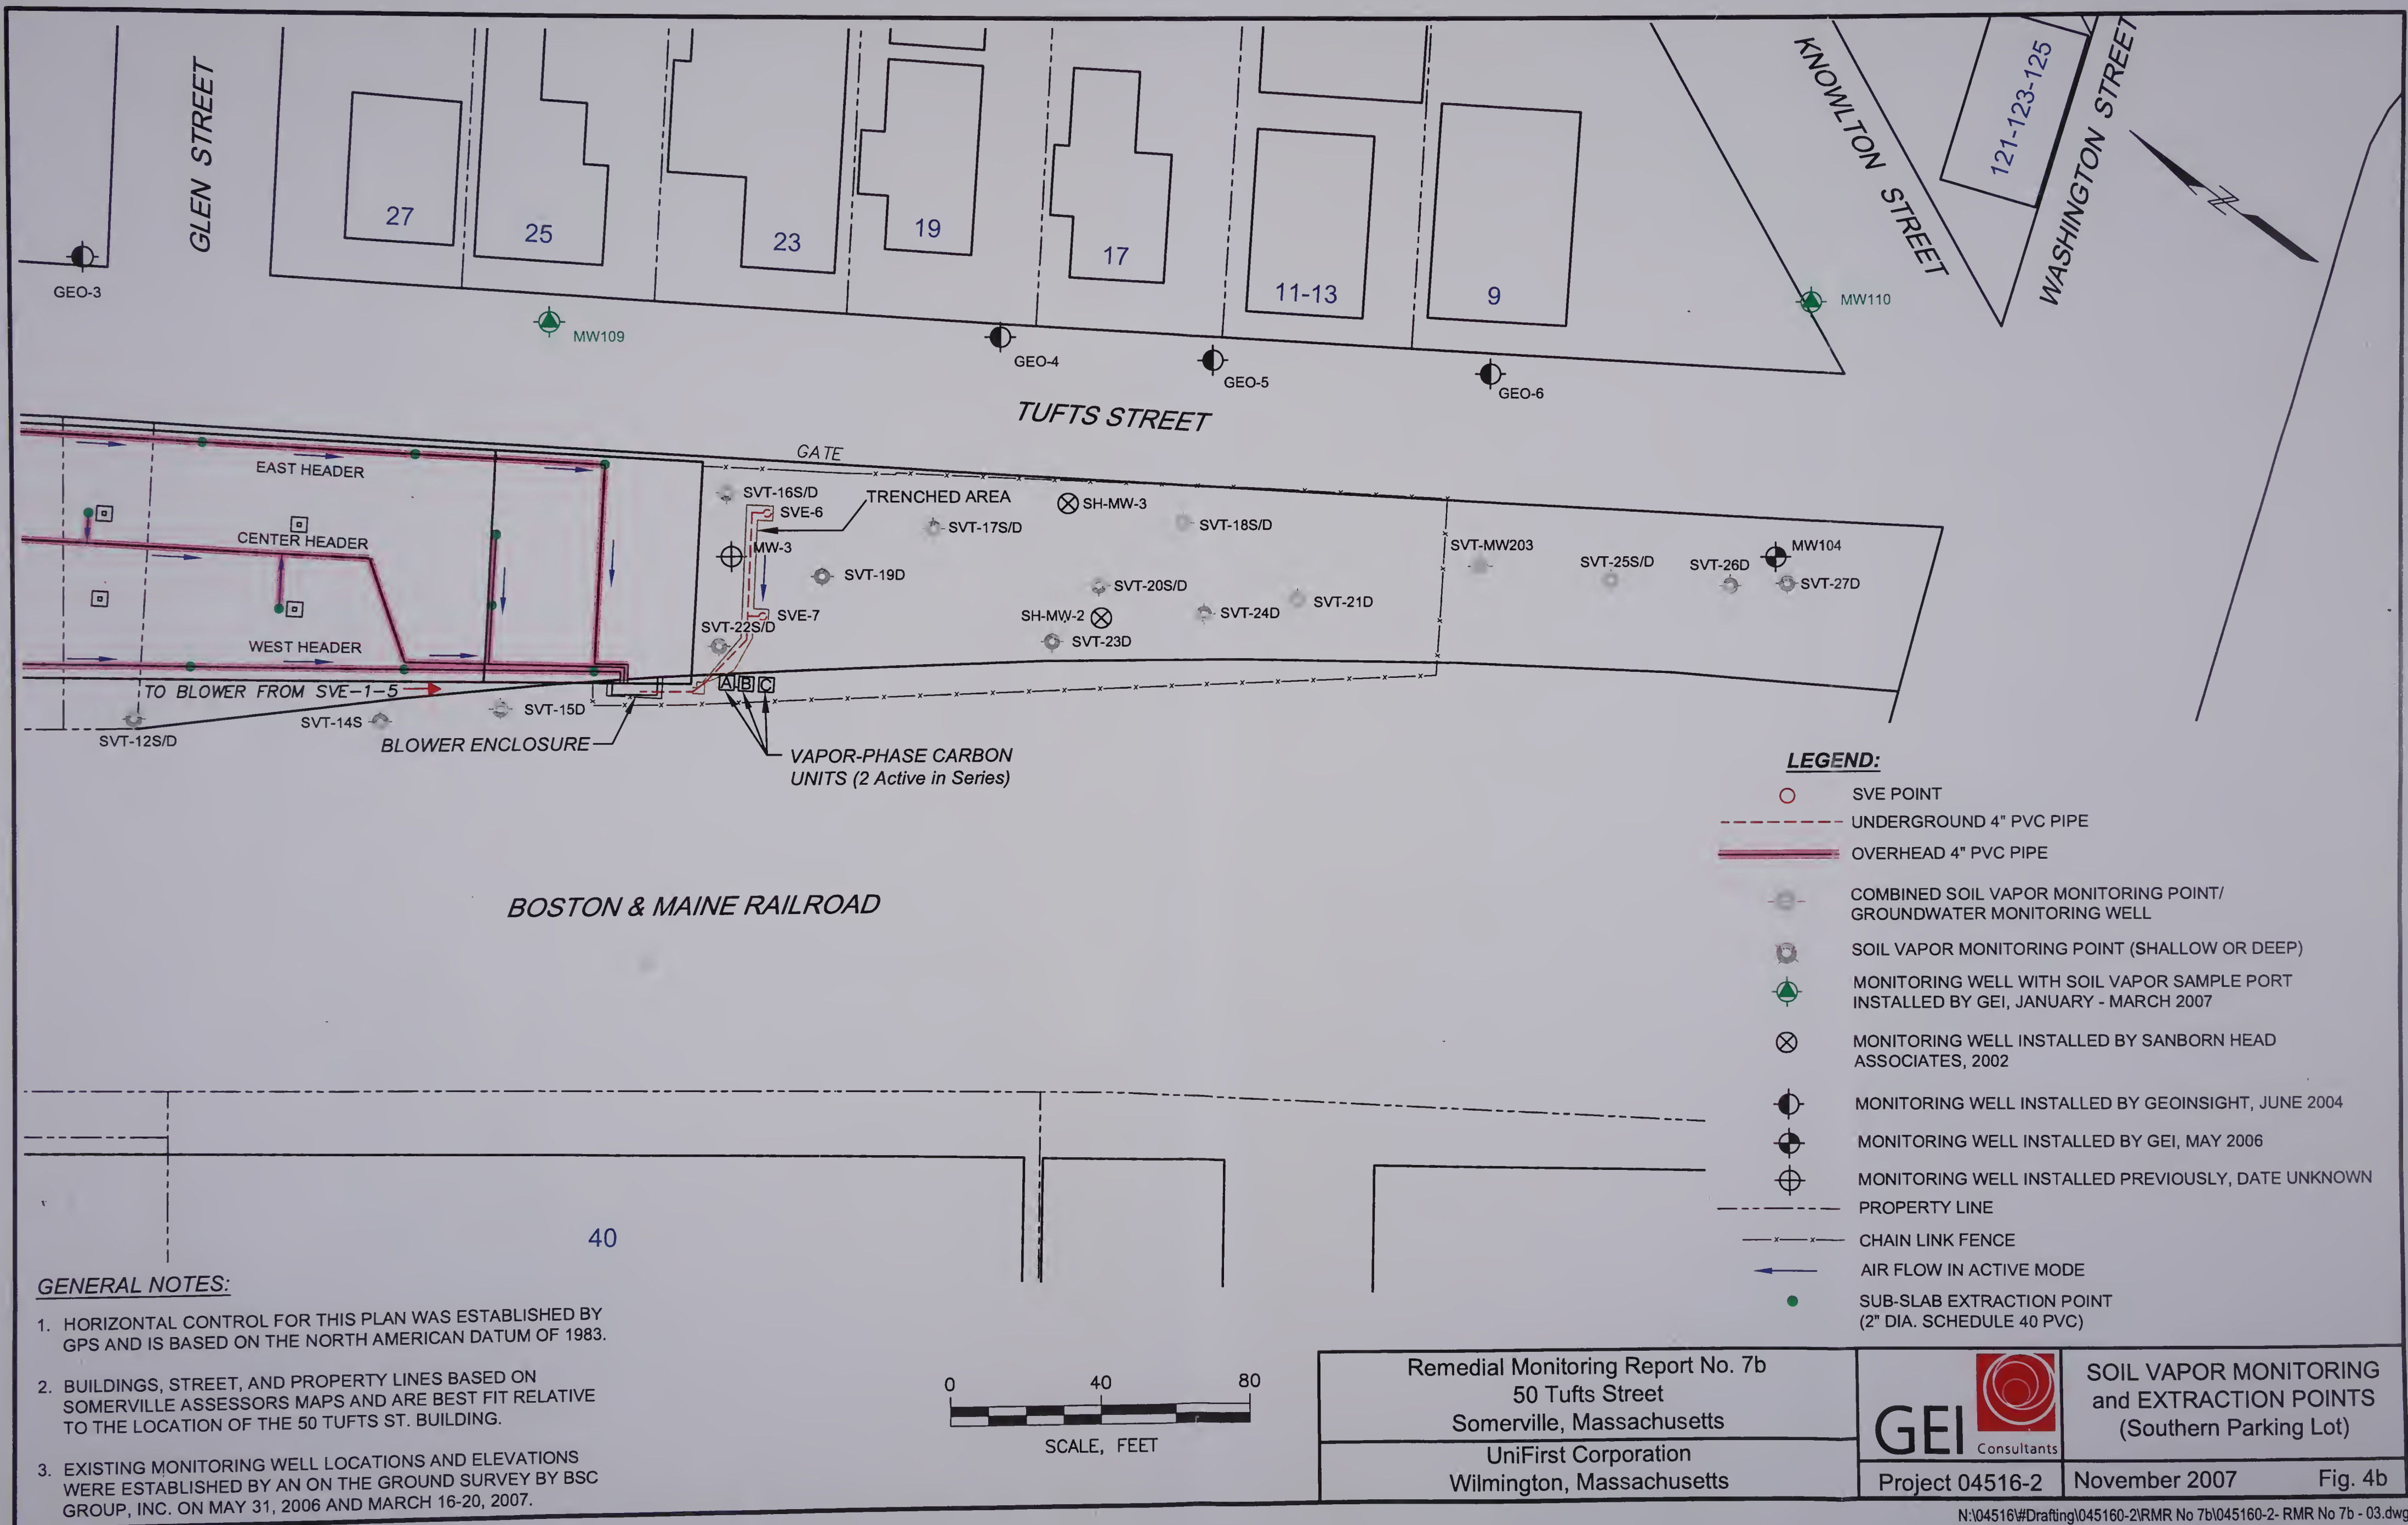 GLEN STREET
KNOWLTON STREET
121-123-125
WASHINGTON STREET
27
25
23
19
17
11-13
9
N
GEO-3
MW109
GEO-4
GEO-5
GEO-6
MW110
TUFTS STREET
GATE
EAST HEADER
CENTER HEADER
WEST HEADER
SVT-16S/D
TRENCHED AREA
SVE-6
SH-MW-3
SVT-17S/D
SVT-18S/D
MW-3
SVT-19D
SVT-20S/D
SVT-21D
SVE-7
SH-MW-2
SVT-24D
SVT-22S/D
SVT-23D
SVT-MW203
SVT-25S/D
SVT-26D
MW104
SVT-27D
TO BLOWER FROM SVE-1-5
A
B
C
SVT-12S/D
SVT-14S
SVT-15D
BLOWER ENCLOSURE
VAPOR-PHASE CARBON
UNITS (2 Active in Series)
BOSTON & MAINE RAILROAD
40
LEGEND:
SVE POINT
UNDERGROUND 4" PVC PIPE
OVERHEAD 4" PVC PIPE
COMBINED SOIL VAPOR MONITORING POINT/
GROUNDWATER MONITORING WELL
SOIL VAPOR MONITORING POINT (SHALLOW OR DEEP)
MONITORING WELL WITH SOIL VAPOR SAMPLE PORT
INSTALLED BY GEI, JANUARY - MARCH 2007
MONITORING WELL INSTALLED BY SANBORN HEAD
ASSOCIATES, 2002
MONITORING WELL INSTALLED BY GEOINSIGHT, JUNE 2004
MONITORING WELL INSTALLED BY GEI, MAY 2006
MONITORING WELL INSTALLED PREVIOUSLY, DATE UNKNOWN
PROPERTY LINE
CHAIN LINK FENCE
AIR FLOW IN ACTIVE MODE
SUB-SLAB EXTRACTION POINT
(2" DIA. SCHEDULE 40 PVC)
GENERAL NOTES:
1. HORIZONTAL CONTROL FOR THIS PLAN WAS ESTABLISHED BY
GPS AND IS BASED ON THE NORTH AMERICAN DATUM OF 1983.
2. BUILDINGS, STREET, AND PROPERTY LINES BASED ON
SOMERVILLE ASSESSORS MAPS AND ARE BEST FIT RELATIVE
TO THE LOCATION OF THE 50 TUFTS ST. BUILDING.
3. EXISTING MONITORING WELL LOCATIONS AND ELEVATIONS
WERE ESTABLISHED BY AN ON THE GROUND SURVEY BY BSC
GROUP, INC. ON MAY 31, 2006 AND MARCH 16-20, 2007.
0 40 80
SCALE, FEET
Remedial Monitoring Report No. 7b
50 Tufts Street
Somerville, Massachusetts
UniFirst Corporation
Wilmington, Massachusetts
GEI Consultants
Project 04516-2
SOIL VAPOR MONITORING
and EXTRACTION POINTS
(Southern Parking Lot)
November 2007 Fig. 4b
N:\04516\#Drafting\045160-2\RMR No 7b\045160-2- RMR No 7b - 03.dwg